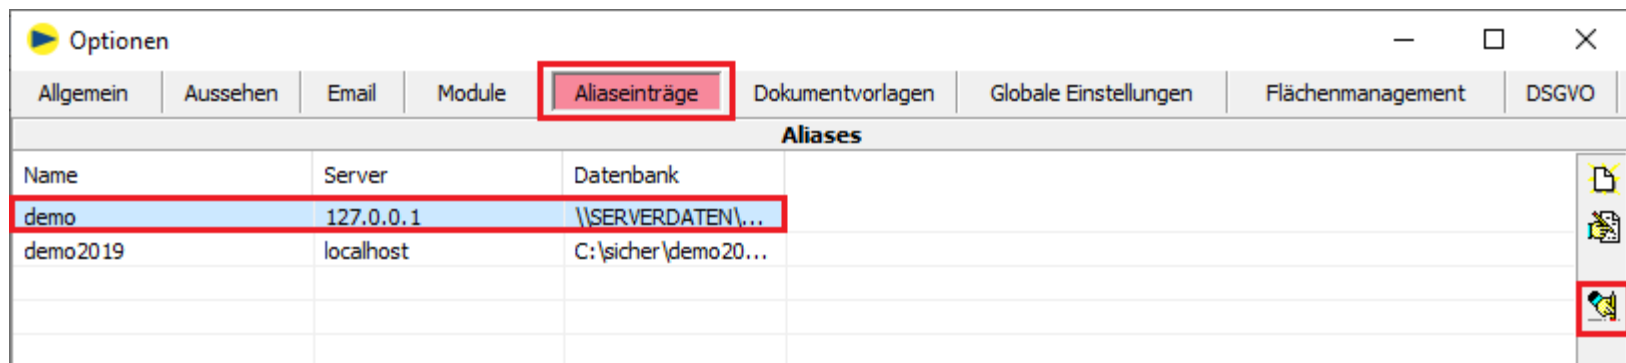 Optionen
Allgemein Aussehen Email Module Aliaseinträge Dokumentvorlagen Globale Einstellungen Flächenmanagement DSGVO
Aliases
Name Server Datenbank
demo 127.0.0.1 \\SERVERDATEN\...
demo2019 localhost C:\sicher\demo20...